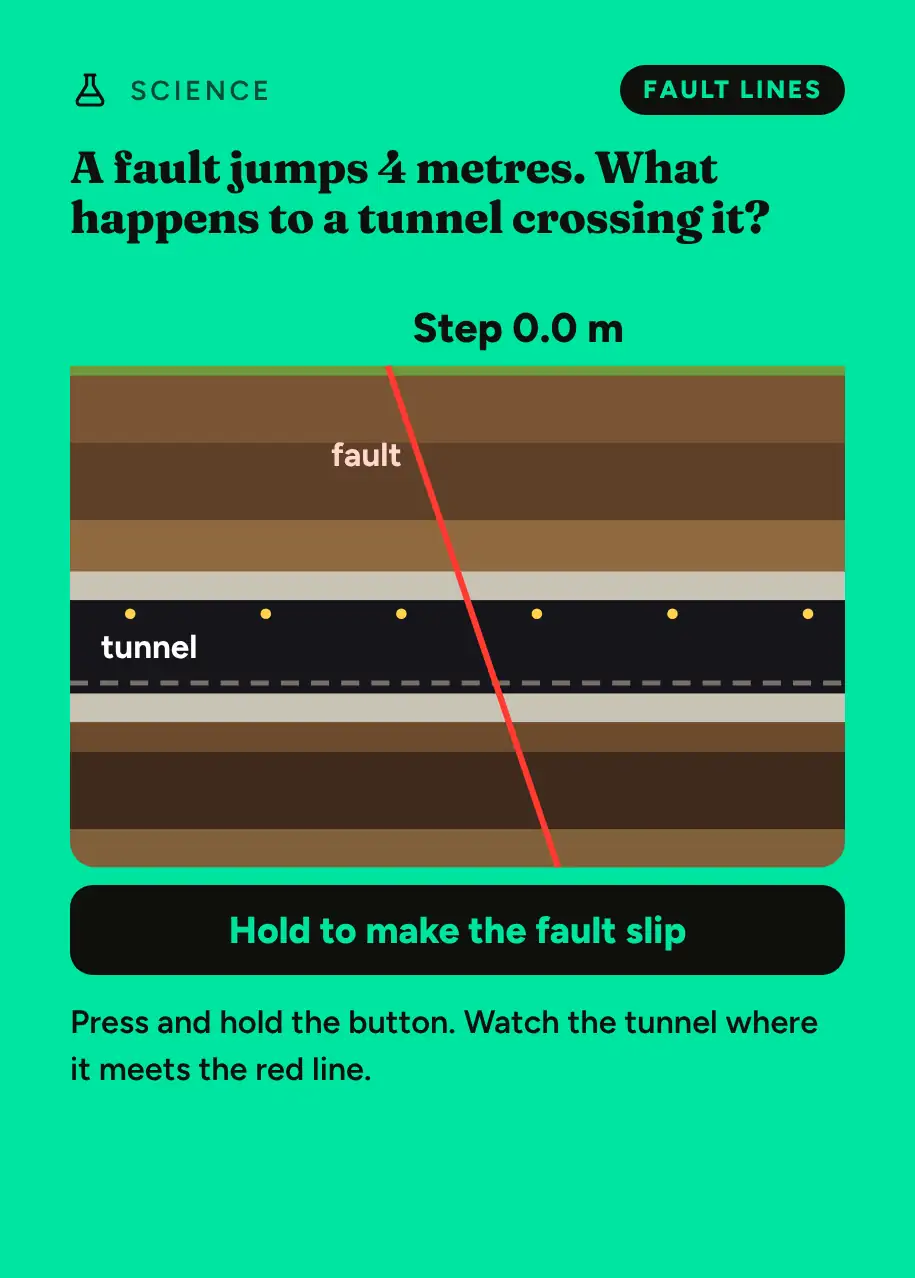 SCIENCE
FAULT LINES
A fault jumps 4 metres. What
happens to a tunnel crossing it?
Step 0.0 m
fault
tunnel
Hold to make the fault slip
Press and hold the button. Watch the tunnel where
it meets the red line.